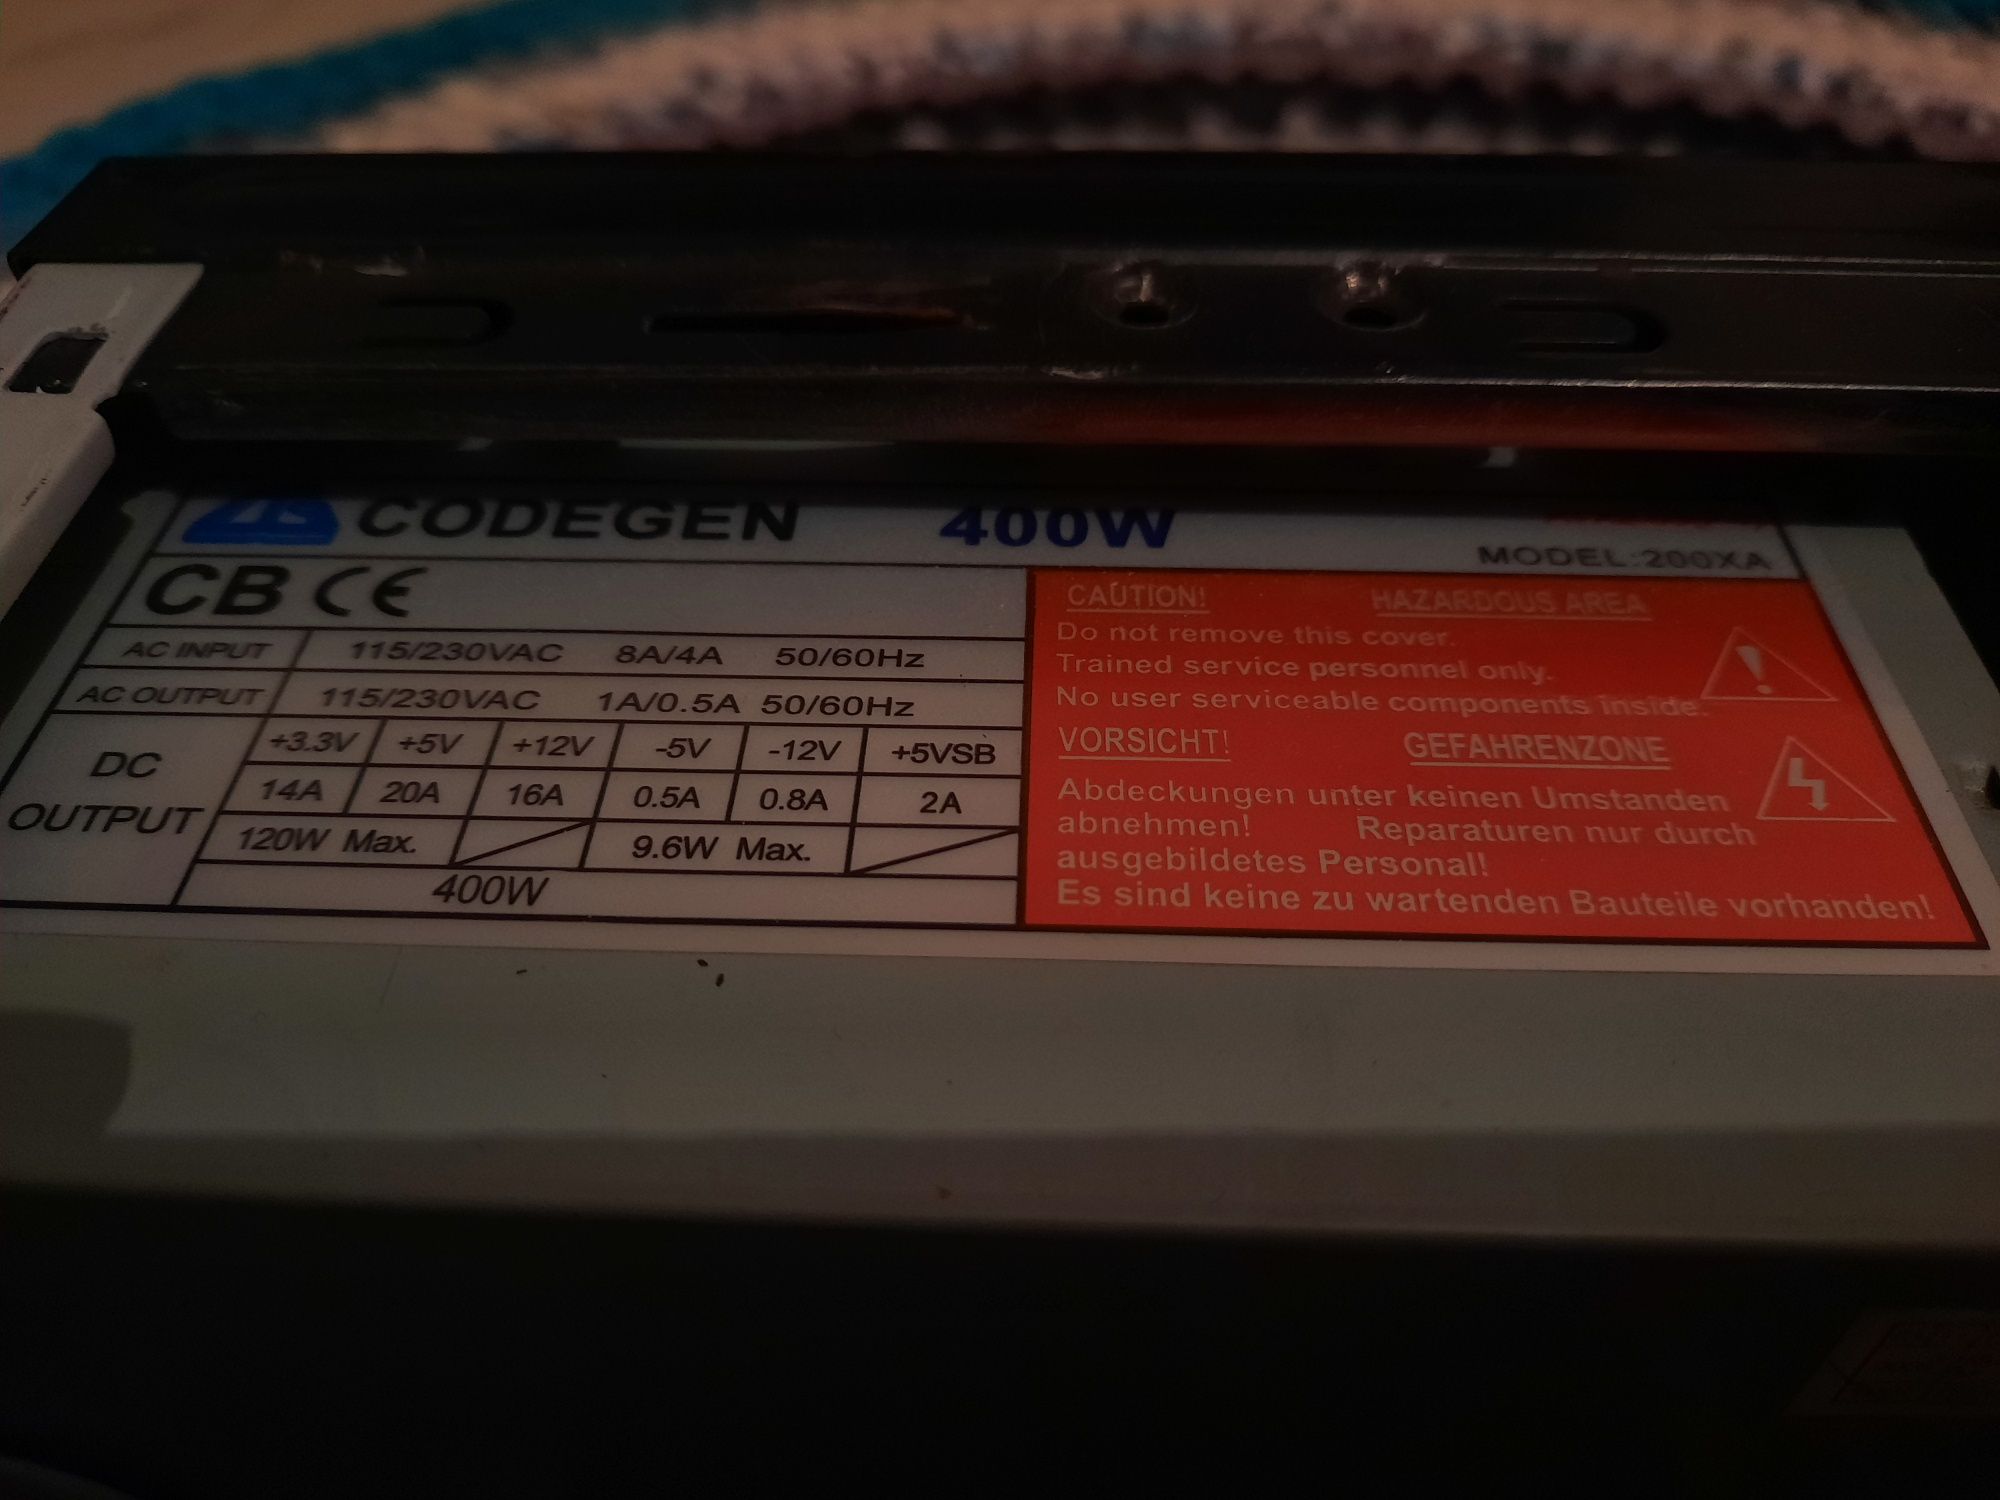 CODEGEN 400W
MODEL:200XA
CB CE
AC INPUT 115/230VAC 8A/4A 50/60Hz
AC OUTPUT 115/230VAC 1A/0.5A 50/60Hz
DC OUTPUT
+3.3V +5V +12V -5V -12V +5VSB
14A 20A 16A 0.5A 0.8A 2A
120W Max. 9.6W Max.
400W
CAUTION! HAZARDOUS AREA
Do not remove this cover.
Trained service personnel only.
No user serviceable components inside.
VORSICHT! GEFAHRENZONE
Abdeckungen unter keinen Umstanden
abnehmen! Reparaturen nur durch
ausgebildetes Personal!
Es sind keine zu wartenden Bauteile vorhanden!